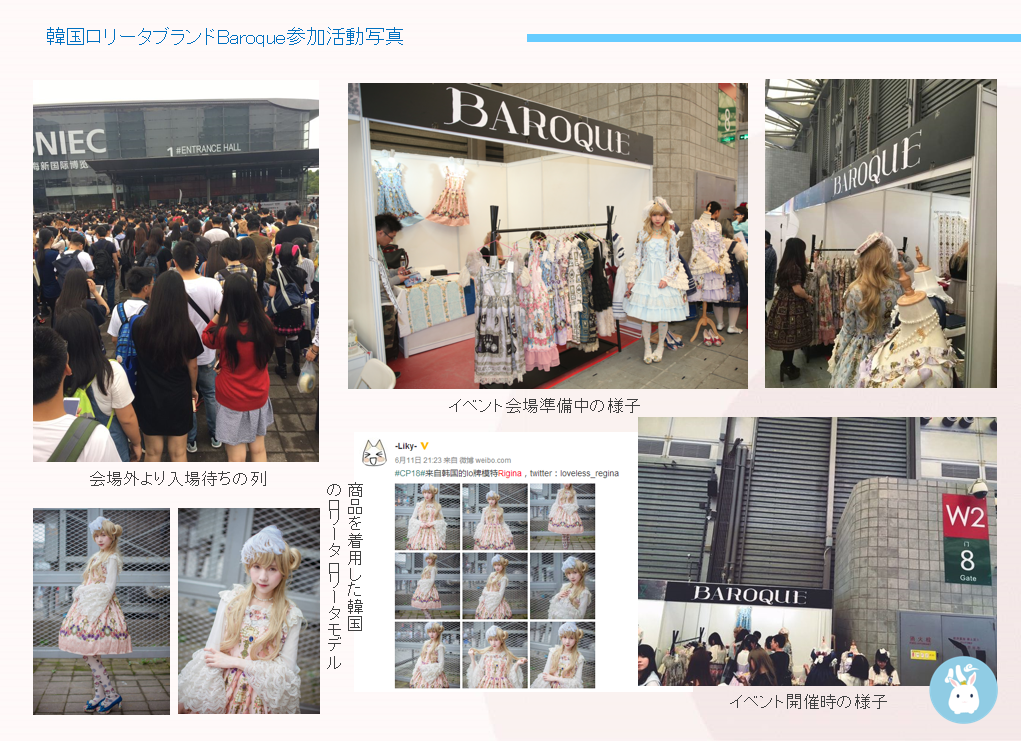 韓国ロリータブランドBaroque参加活動写真
NIEC
海新国际博览
1 #ENTRANCE HALL
BAROQUE
BAROQUE
イベント会場準備中の様子
会場外より入場待ちの列
-Liky-
6月11日 21:23 来自 微博 weibo.com
#CP18#来自韩国的lo牌模特Rigina，twitter：loveless_regina
商品を着用した韓国
のロリータ ロリータモデル
BAROQUE
W2
门
8
Gate
イベント開催時の様子